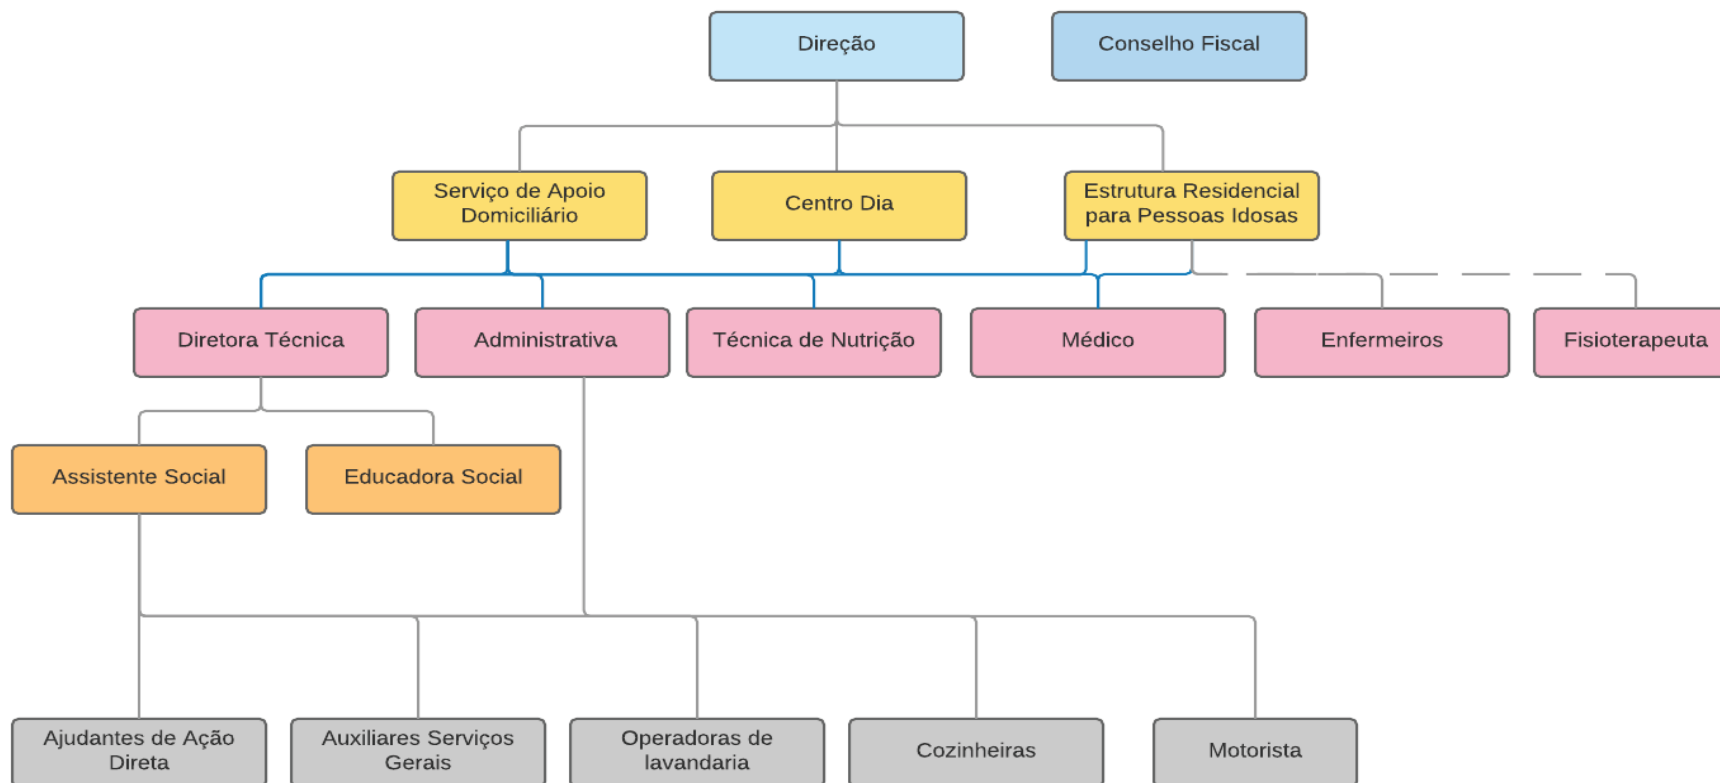 Direção
Conselho Fiscal
Serviço de Apoio
Domiciliário
Centro Dia
Estrutura Residencial
para Pessoas Idosas
Diretora Técnica
Administrativa
Técnica de Nutrição
Médico
Enfermeiros
Fisioterapeuta
Assistente Social
Educadora Social
Ajudantes de Ação
Direta
Auxiliares Serviços
Gerais
Operadoras de
lavandaria
Cozinheiras
Motorista